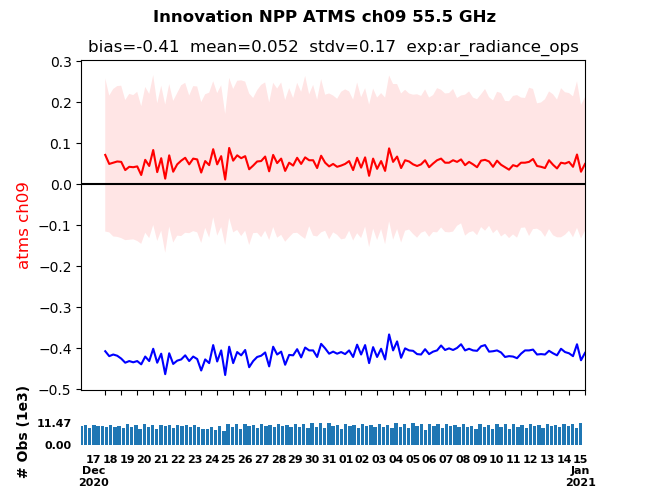 Innovation NPP ATMS ch09 55.5 GHz
bias=-0.41 mean=0.052 stdv=0.17 exp:ar_radiance_ops
0.3
0.2
0.1
0.0
−0.1
−0.2
−0.3
−0.4
−0.5
atms ch09
# Obs (1e3)
11.47
0.00
17 18 19 20 21 22 23 24 25 26 27 28 29 30 31 01 02 03 04 05 06 07 08 09 10 11 12 13 14 15
Dec Jan
2020 2021